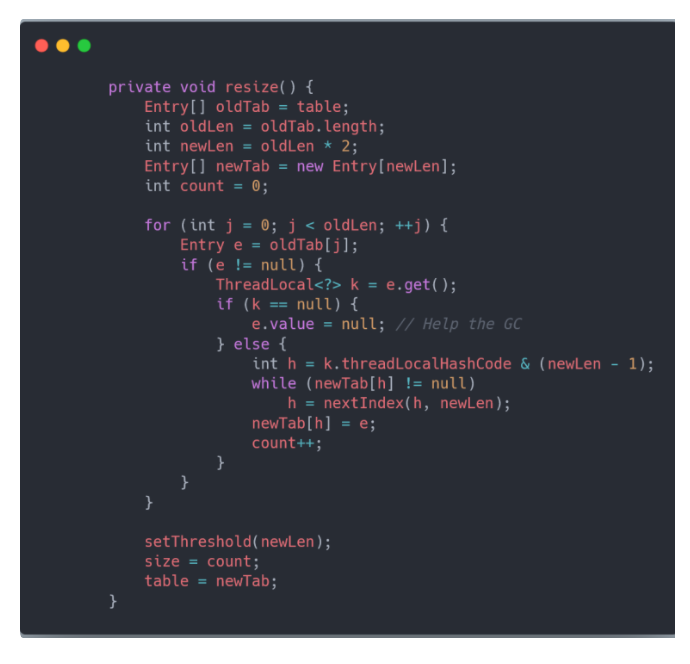 private void resize() {
    Entry[] oldTab = table;
    int oldLen = oldTab.length;
    int newLen = oldLen * 2;
    Entry[] newTab = new Entry[newLen];
    int count = 0;

    for (int j = 0; j < oldLen; ++j) {
        Entry e = oldTab[j];
        if (e != null) {
            ThreadLocal<?> k = e.get();
            if (k == null) {
                e.value = null; // Help the GC
            } else {
                int h = k.threadLocalHashCode & (newLen - 1);
                while (newTab[h] != null)
                    h = nextIndex(h, newLen);
                newTab[h] = e;
                count++;
            }
        }
    }

    setThreshold(newLen);
    size = count;
    table = newTab;
}